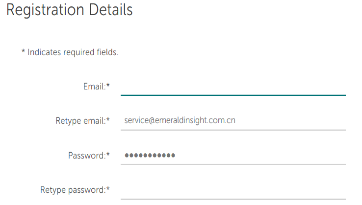 Registration Details
* Indicates required fields.
Email:*
Retype email:* service@emeraldinsight.com.cn
Password:* •••••••••••
Retype password:*